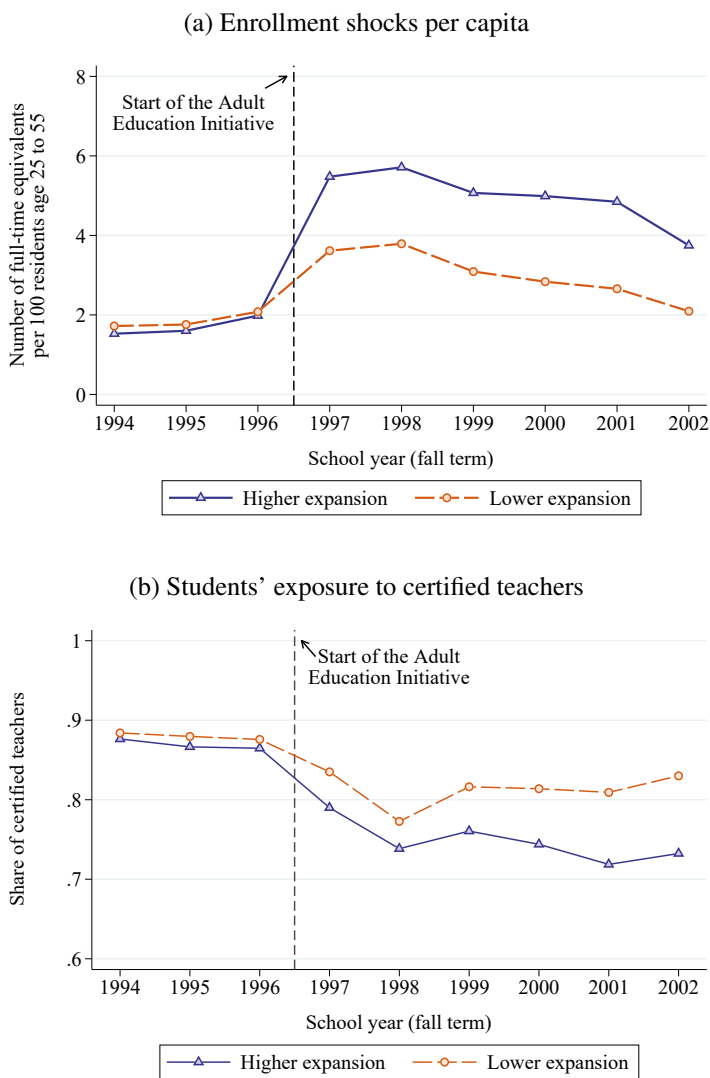 (a) Enrollment shocks per capita
Number of full-time equivalents
per 100 residents age 25 to 55
8
6
4
2
0
Start of the Adult
Education Initiative
1994 1995 1996 1997 1998 1999 2000 2001 2002
School year (fall term)
Higher expansion Lower expansion
(b) Students’ exposure to certified teachers
Share of certified teachers
1
.9
.8
.7
.6
Start of the Adult
Education Initiative
1994 1995 1996 1997 1998 1999 2000 2001 2002
School year (fall term)
Higher expansion Lower expansion